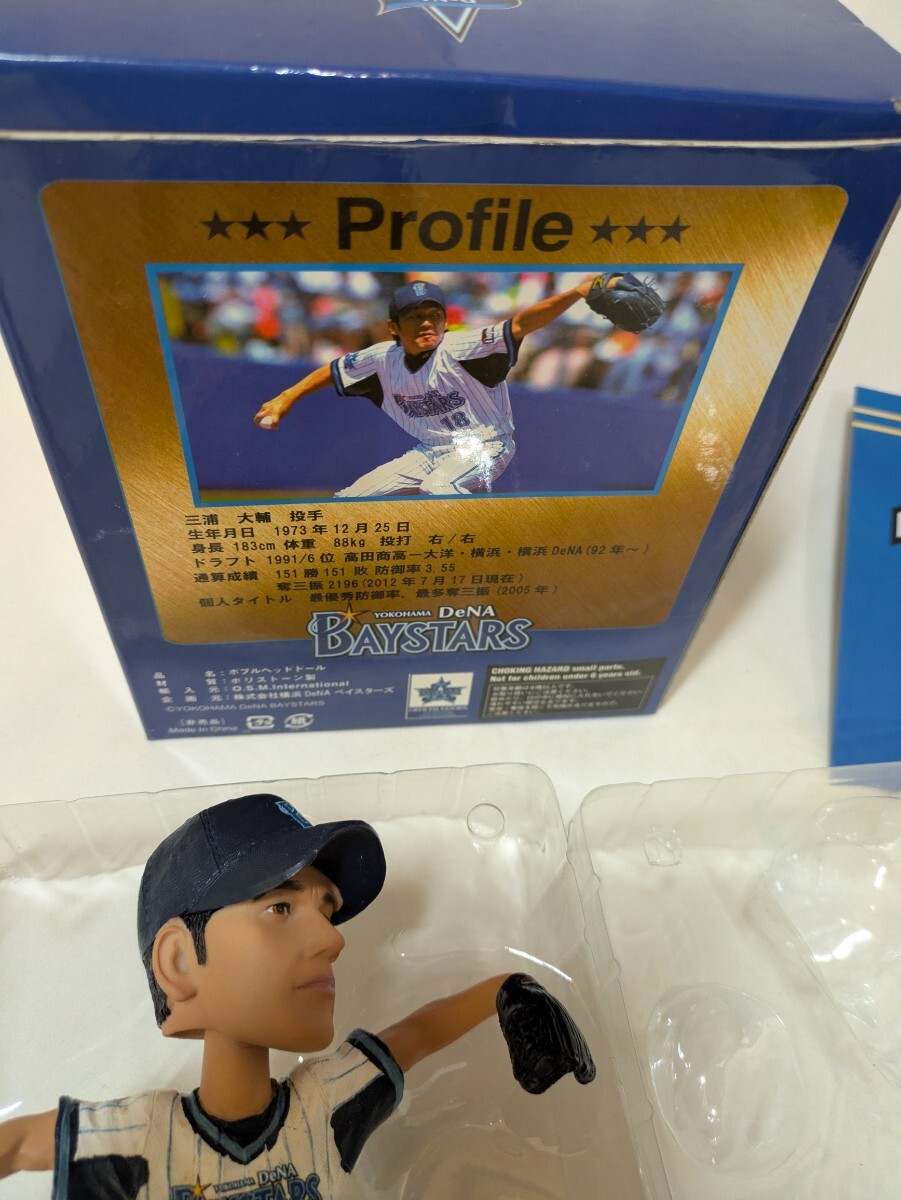 DeNA
★★★ Profile ★★★
BAYSTARS
18
三浦 大輔 投手
生年月日 1973年12月25日
身長 183cm 体重 88kg 投打 右/右
ドラフト 1991/6位 高田商高ー大洋・横浜・横浜DeNA(92年〜)
通算成績 151勝151敗 防御率3.55
奪三振2196(2012年7月17日現在)
個人タイトル 最優秀防御率、最多奪三振(2005年)
YOKOHAMA DeNA
BAYSTARS
品 名:ボブルヘッドドール
材 質:ポリストーン製
輸 入 元:O.S.M.International
企 画 元:株式会社横浜DeNAベイスターズ
©YOKOHAMA DeNA BAYSTARS
[非売品]
Made in China
CHOKING HAZARD small parts.
Not for children under 6 years old.
YOKOHAMA DeNA
BAYSTARS